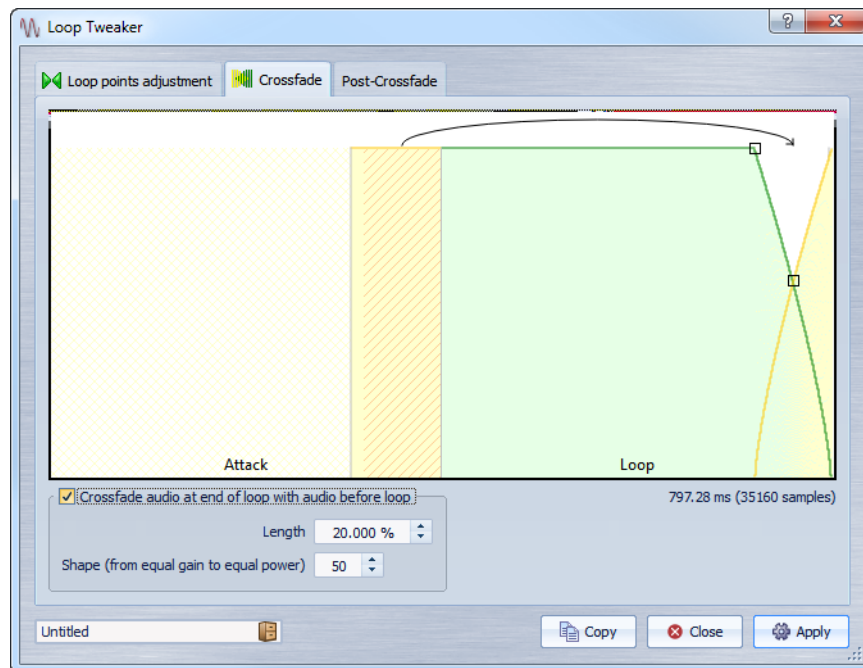 Loop Tweaker
Loop points adjustment Crossfade Post-Crossfade
Attack Loop
Crossfade audio at end of loop with audio before loop 797.28 ms (35160 samples)
Length 20.000 %
Shape (from equal gain to equal power) 50
Untitled Copy Close Apply